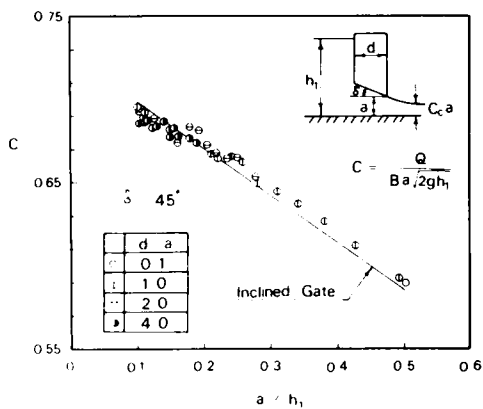 0.75
d
h₁
δ
a
C꜀ a
C
C = Q / Ba√2gh₁
0.65
δ 45°
d a
0 1
1 0
2 0
4 0
Inclined Gate
0.55
0
0 1
0 2
0 3
0 4
0 5
0 6
a / h₁